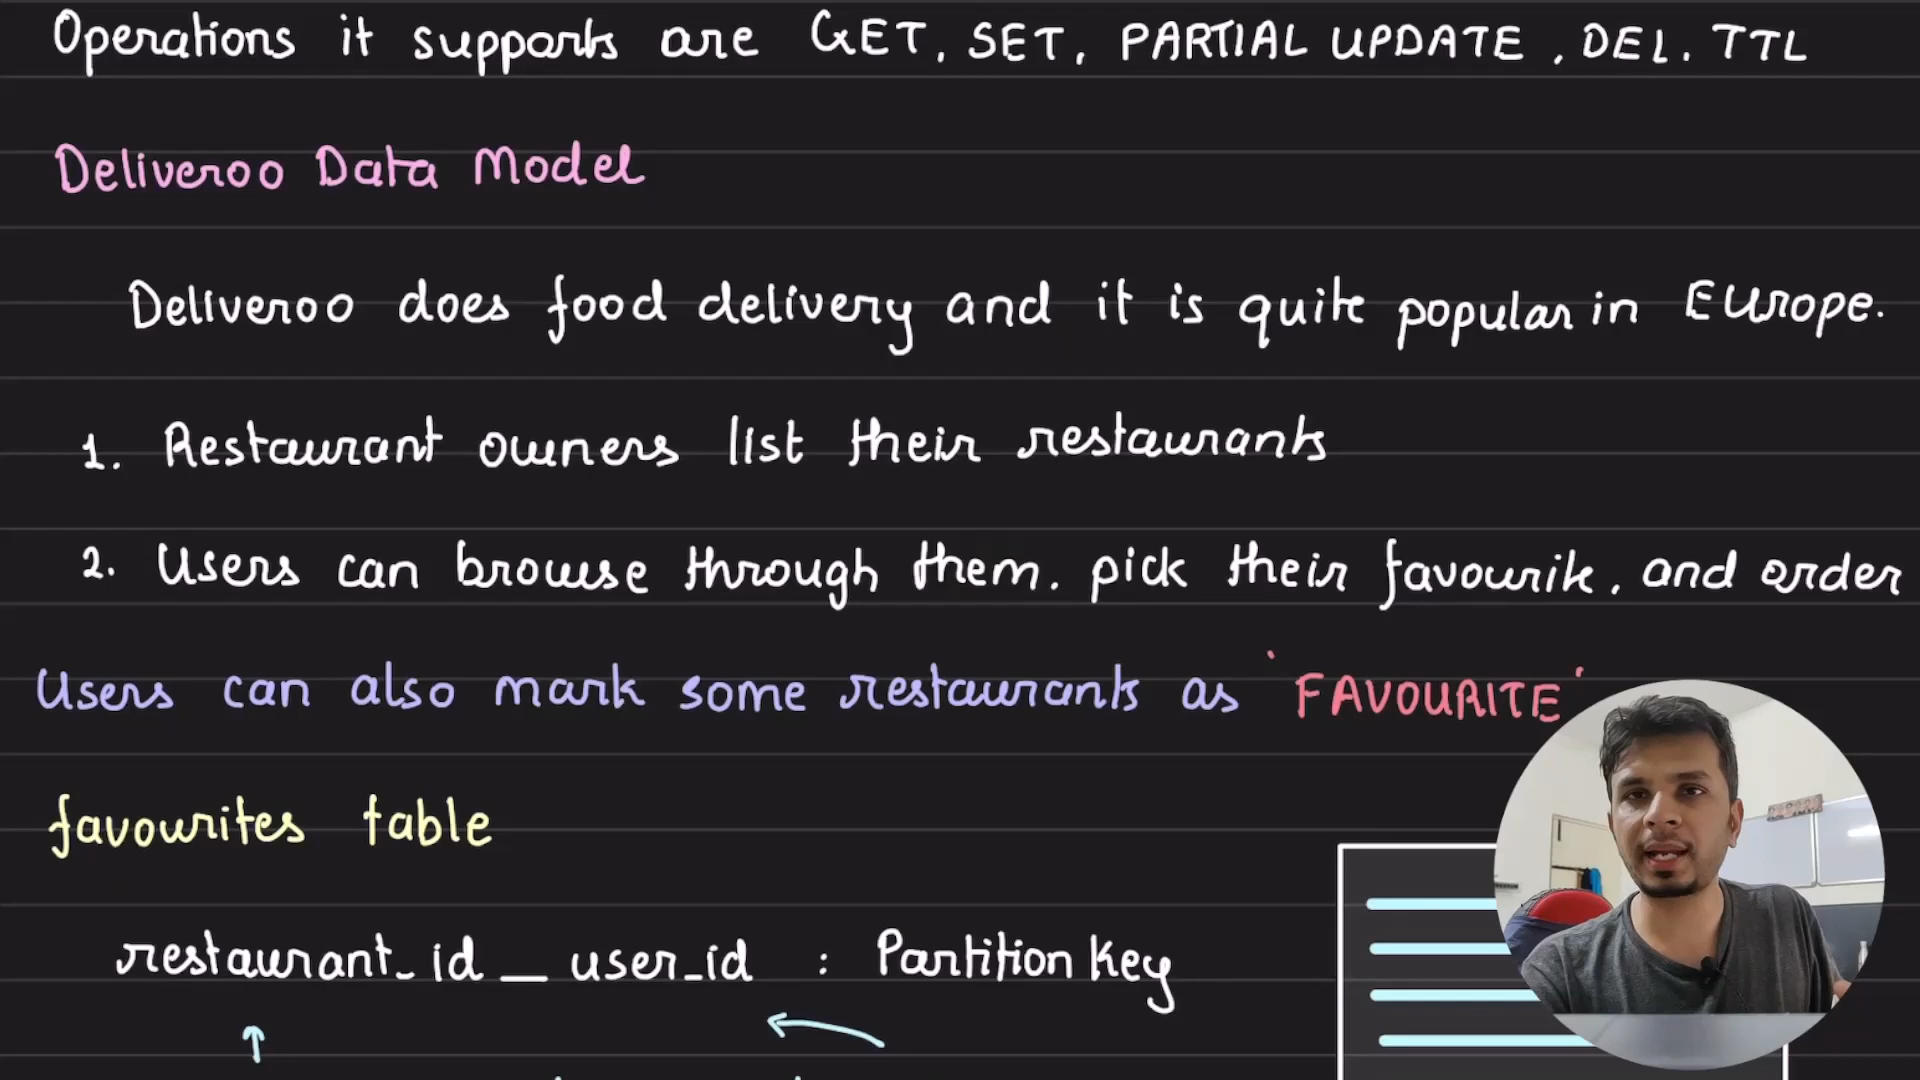 Operations it supports are GET, SET, PARTIAL UPDATE, DEL, TTL
Deliveroo Data Model
Deliveroo does food delivery and it is quite popular in Europe.
1. Restaurant owners list their restaurants
2. Users can browse through them, pick their favourite, and order
Users can also mark some restaurants as 'FAVOURITE'
favourites table
restaurant_id _ user_id : Partition Key